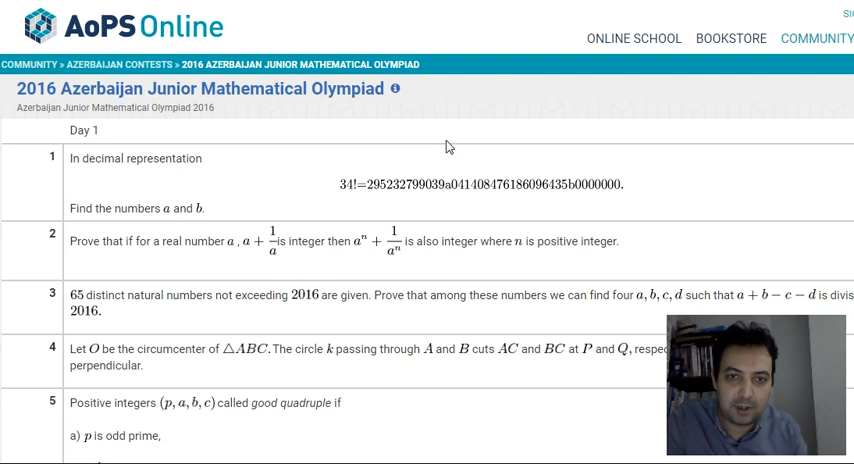 AoPS Online
SI
ONLINE SCHOOL BOOKSTORE COMMUNITY
COMMUNITY » AZERBAIJAN CONTESTS » 2016 AZERBAIJAN JUNIOR MATHEMATICAL OLYMPIAD
2016 Azerbaijan Junior Mathematical Olympiad
Azerbaijan Junior Mathematical Olympiad 2016
Day 1
1 In decimal representation
34!=295232799039a041408476186096435b0000000.
Find the numbers a and b.
2 Prove that if for a real number a , a + 1/a is integer then a^n + 1/a^n is also integer where n is positive integer.
3 65 distinct natural numbers not exceeding 2016 are given. Prove that among these numbers we can find four a, b, c, d such that a + b − c − d is divis
2016.
4 Let O be the circumcenter of △ABC. The circle k passing through A and B cuts AC and BC at P and Q, respec
perpendicular.
5 Positive integers (p, a, b, c) called good quadruple if
a) p is odd prime,